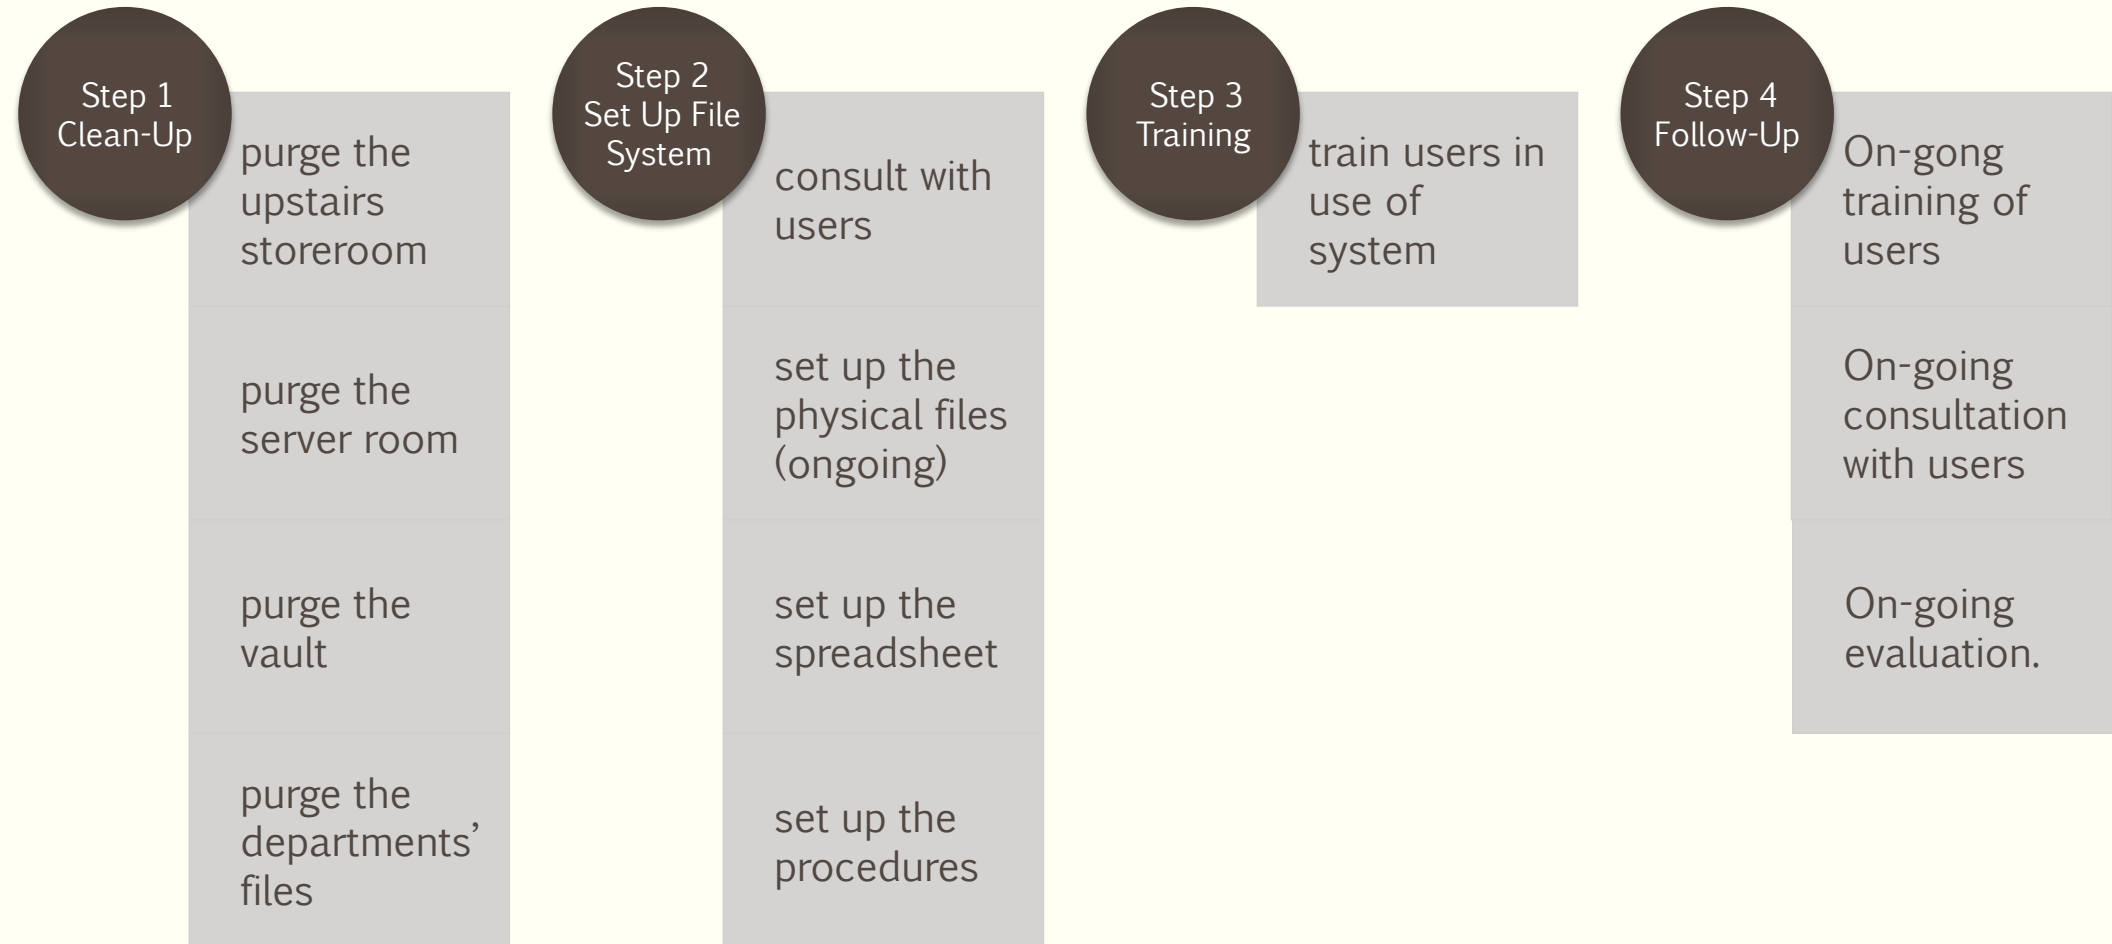 Step 1
Clean-Up
purge the
upstairs
storeroom
purge the
server room
purge the
vault
purge the
departments’
files
Step 2
Set Up File
System
consult with
users
set up the
physical files
(ongoing)
set up the
spreadsheet
set up the
procedures
Step 3
Training
train users in
use of
system
Step 4
Follow-Up
On-gong
training of
users
On-going
consultation
with users
On-going
evaluation.